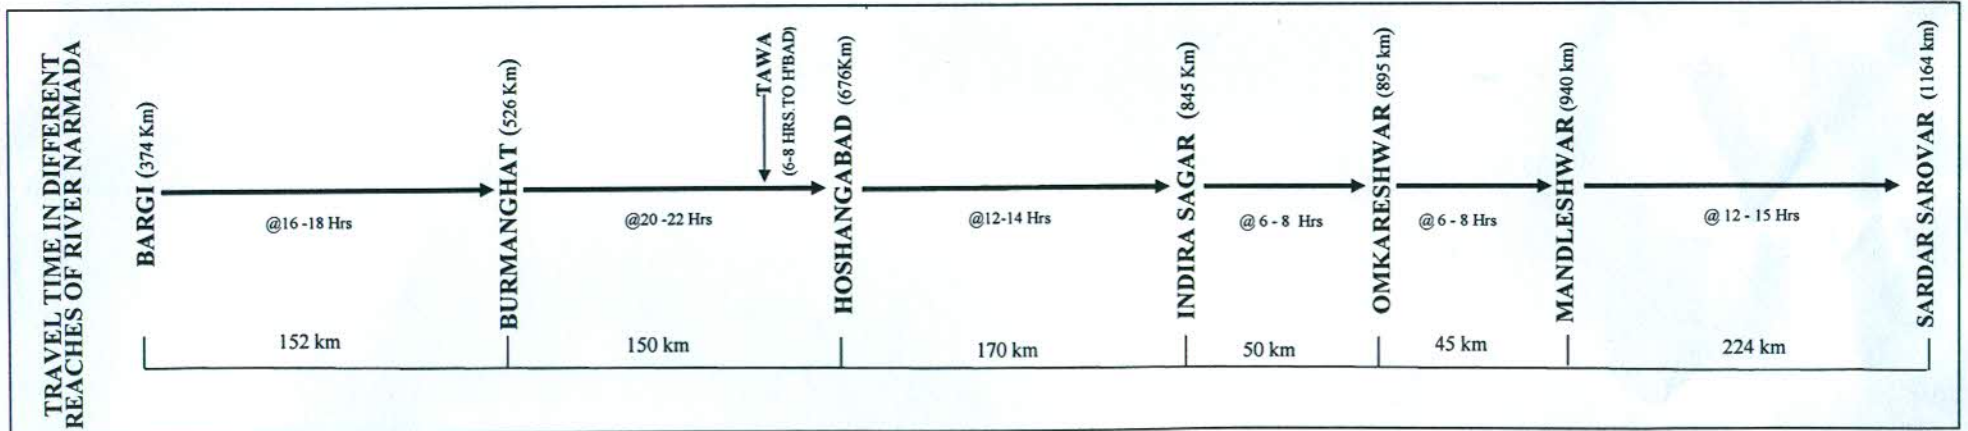 TRAVEL TIME IN DIFFERENT
REACHES OF RIVER NARMADA
BARGI (374 Km)
@16 -18 Hrs
BURMANGHAT (526 Km)
@20 -22 Hrs
TAWA
(6-8 HRS.TO H'BAD)
HOSHANGABAD (676Km)
@12-14 Hrs
INDIRA SAGAR (845 Km)
@ 6 - 8 Hrs
OMKARESHWAR (895 km)
@ 6 - 8 Hrs
MANDLESHWAR (940 km)
@ 12 - 15 Hrs
SARDAR SAROVAR (1164 km)
152 km
150 km
170 km
50 km
45 km
224 km